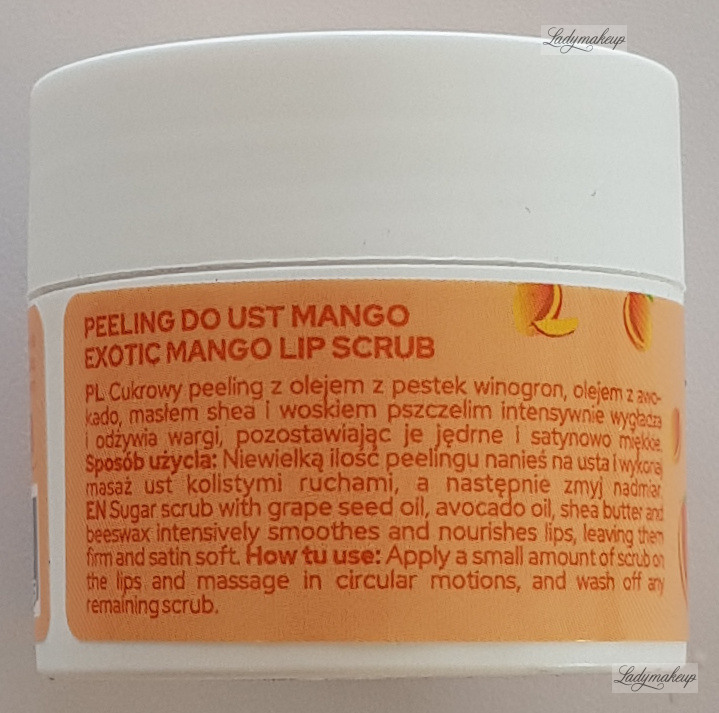 Ladymakeup
PEELING DO UST MANGO
EXOTIC MANGO LIP SCRUB
PL Cukrowy peeling z olejem z pestek winogron, olejem z awo-
kado, masłem shea i woskiem pszczelim intensywnie wygładza
i odżywia wargi, pozostawiając je jędrne i satynowo miękkie.
Sposób użycia: Niewielką ilość peelingu nanieś na usta i wykonaj
masaż ust kolistymi ruchami, a następnie zmyj nadmiar.
EN Sugar scrub with grape seed oil, avocado oil, shea butter and
beeswax intensively smoothes and nourishes lips, leaving them
firm and satin soft. How tu use: Apply a small amount of scrub on
the lips and massage in circular motions, and wash off any
remaining scrub.
Ladymakeup